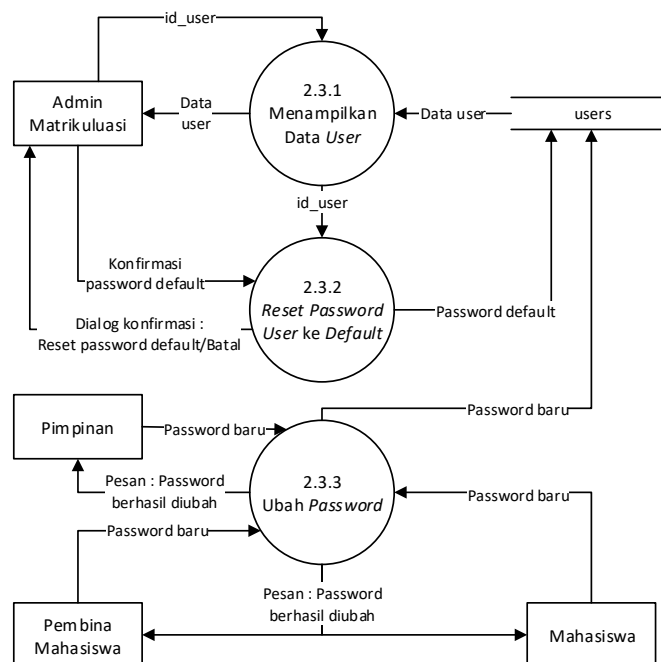 id_user
Admin
Matrikuluasi
Data
user
2.3.1
Menampilkan
Data User
Data user
users
id_user
Konfirmasi
password default
2.3.2
Reset Password
User ke Default
Password default
Dialog konfirmasi :
Reset password default/Batal
Pimpinan
Password baru
Password baru
Pesan : Password
berhasil diubah
2.3.3
Ubah Password
Password baru
Password baru
Pesan : Password
berhasil diubah
Pembina
Mahasiswa
Mahasiswa